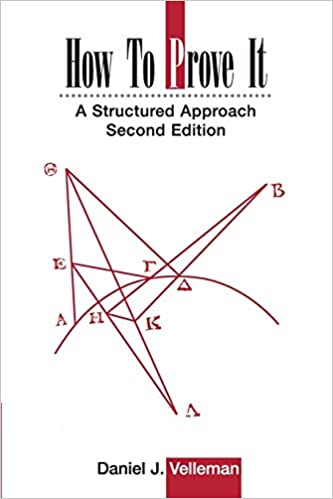 How To Prove It
A Structured Approach
Second Edition
Θ
Β
Ε
Γ
Δ
Α
Η
Κ
Λ
Daniel J. Velleman